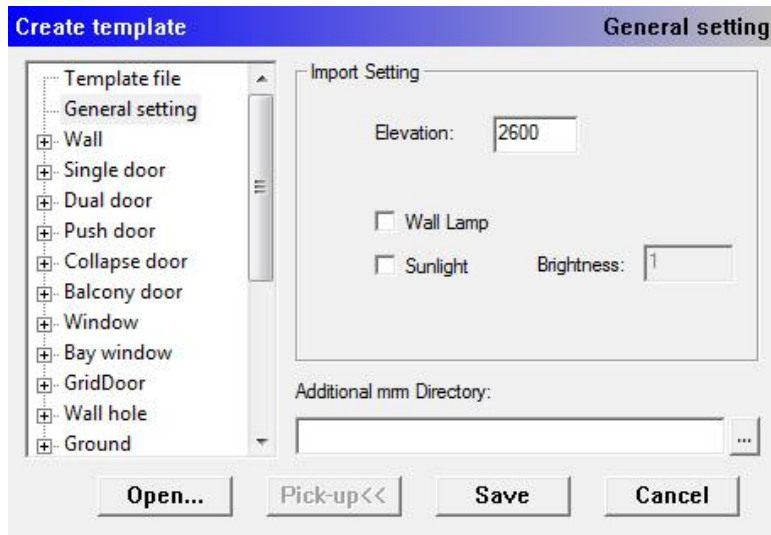 Create template General setting
Template file
General setting
Wall
Single door
Dual door
Push door
Collapse door
Balcony door
Window
Bay window
GridDoor
Wall hole
Ground
Import Setting
Elevation: 2600
Wall Lamp
Sunlight Brightness: 1
Additional mrm Directory:
...
Open... Pick-up<< Save Cancel